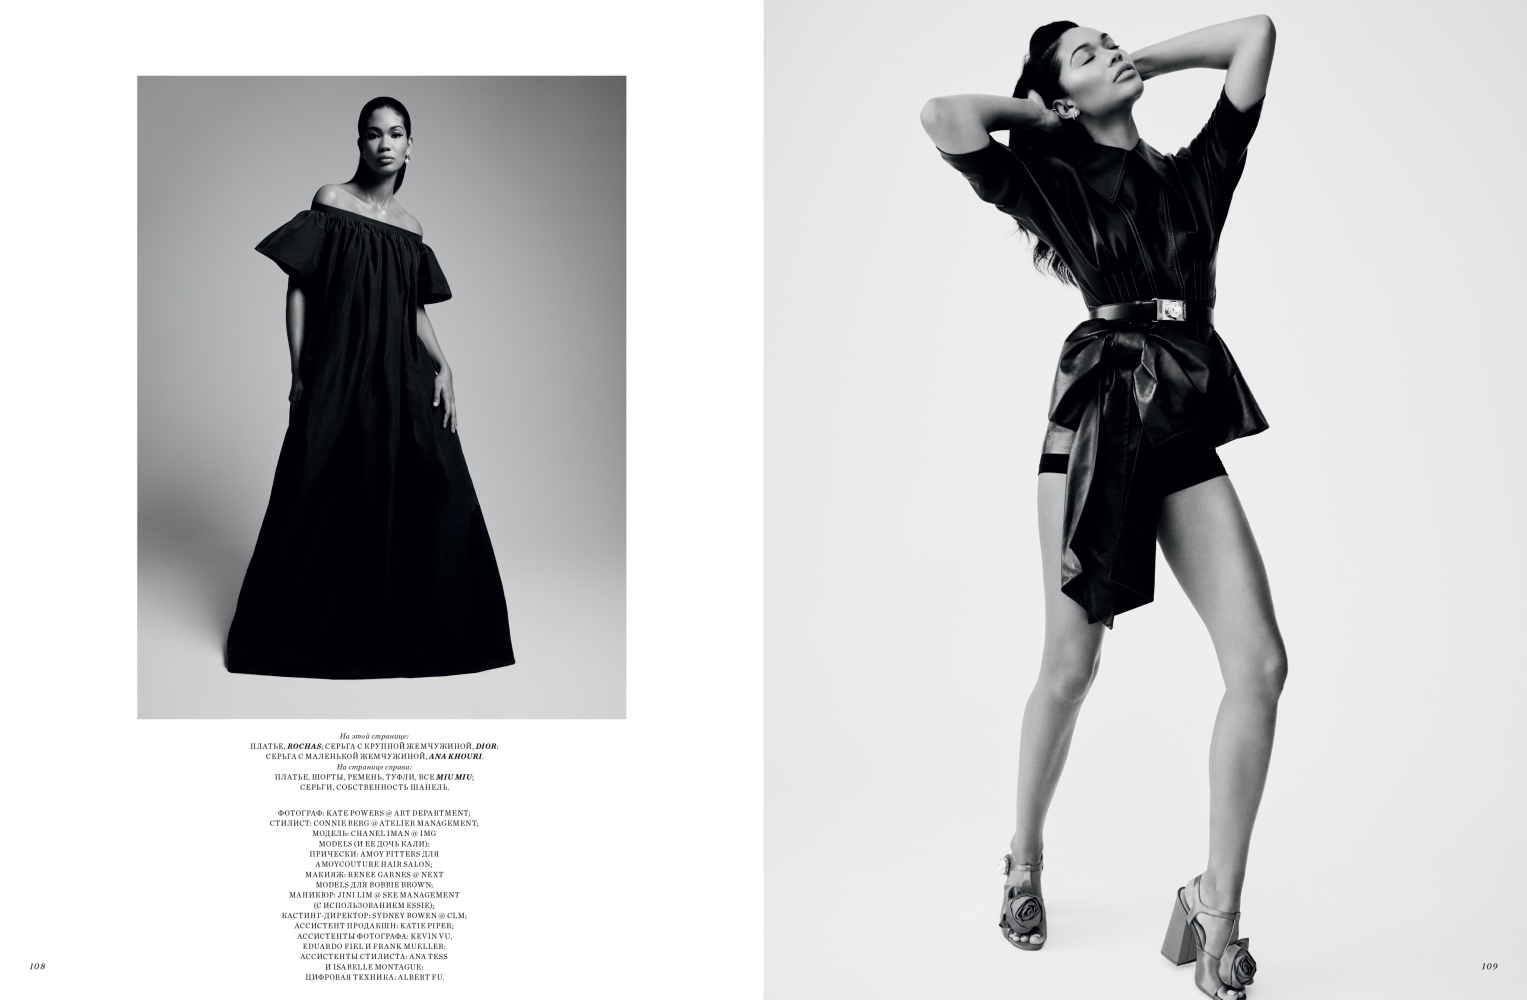 На этой странице:
ПЛАТЬЕ, ROCHAS; СЕРЬГА С КРУПНОЙ ЖЕМЧУЖИНОЙ, DIOR;
СЕРЬГА С МАЛЕНЬКОЙ ЖЕМЧУЖИНОЙ, ANA KHOURI.
На странице справа:
ПЛАТЬЕ, ШОРТЫ, РЕМЕНЬ, ТУФЛИ, ВСЕ MIU MIU;
СЕРЬГИ, СОБСТВЕННОСТЬ ШАНЕЛЬ.
ФОТОГРАФ: KATE POWERS @ ART DEPARTMENT;
СТИЛИСТ: CONNIE BERG @ ATELIER MANAGEMENT;
МОДЕЛЬ: CHANEL IMAN @ IMG
MODELS (И ЕЕ ДОЧЬ КАЛИ);
ПРИЧЕСКИ: AMOY PITTERS ДЛЯ
AMOYCOUTURE HAIR SALON;
МАКИЯЖ: RENEE GARNES @ NEXT
MODELS ДЛЯ BOBBIE BROWN;
МАНИКЮР: JINI LIM @ SEE MANAGEMENT
(С ИСПОЛЬЗОВАНИЕМ ESSIE);
КАСТИНГ-ДИРЕКТОР: SYDNEY BOWEN @ CLM;
АССИСТЕНТ ПРОДАКШН: KATIE PIPER;
АССИСТЕНТЫ ФОТОГРАФА: KEVIN VU,
EDUARDO FIEL И FRANK MUELLER;
АССИСТЕНТЫ СТИЛИСТА: ANA TESS
И ISABELLE MONTAGUE;
ЦИФРОВАЯ ТЕХНИКА: ALBERT FU.
108
109